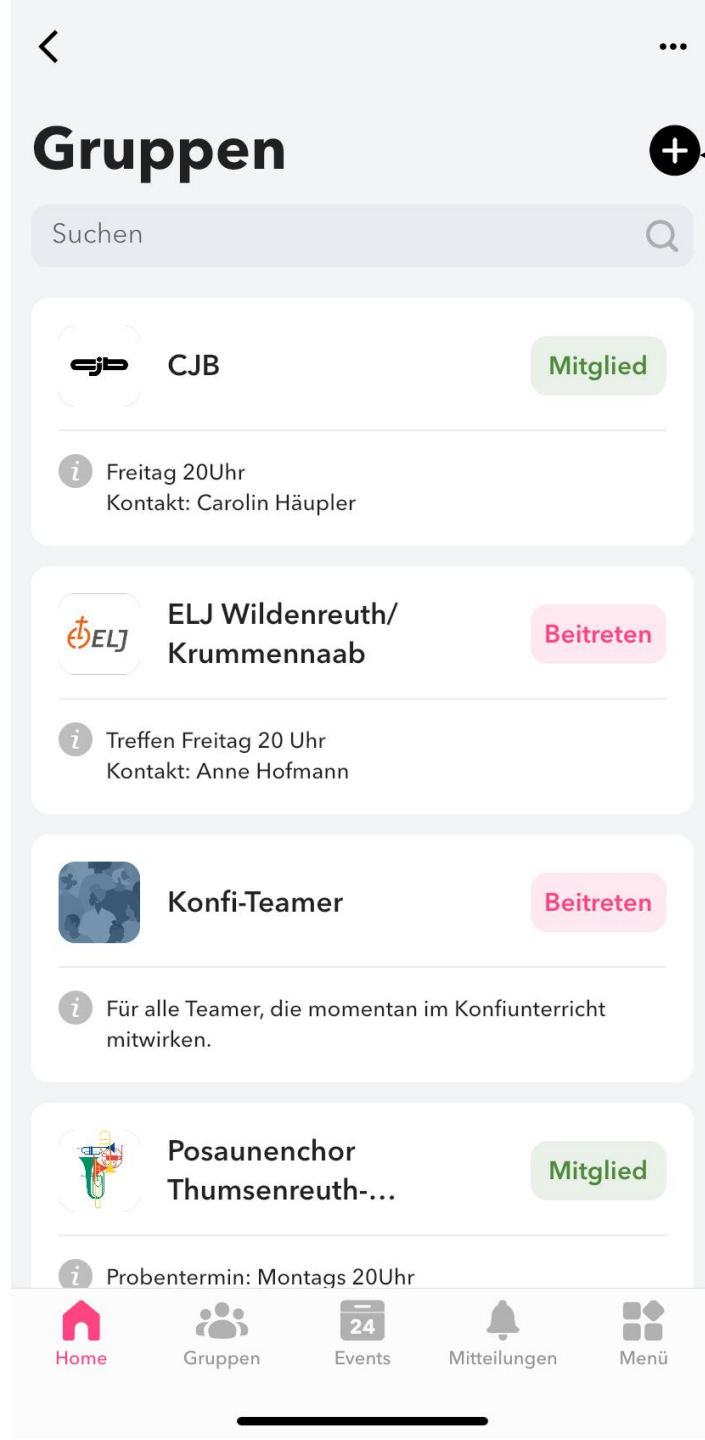 Gruppen
Suchen
cjb
CJB
Mitglied
Freitag 20Uhr
Kontakt: Carolin Häupler
ELJ
ELJ Wildenreuth/
Krummennaab
Beitreten
Treffen Freitag 20 Uhr
Kontakt: Anne Hofmann
Konfi-Teamer
Beitreten
Für alle Teamer, die momentan im Konfiunterricht
mitwirken.
Posaunenchor
Thumsenreuth-...
Mitglied
Probentermin: Montags 20Uhr
24
Home
Gruppen
Events
Mitteilungen
Menü